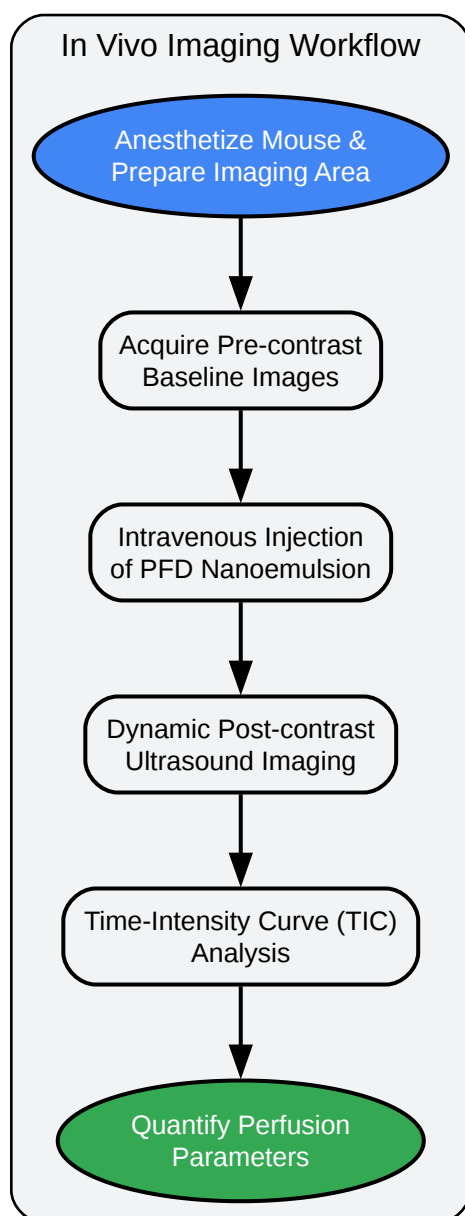 In Vivo Imaging Workflow
Anesthetize Mouse &
Prepare Imaging Area
Acquire Pre-contrast
Baseline Images
Intravenous Injection
of PFD Nanoemulsion
Dynamic Post-contrast
Ultrasound Imaging
Time-Intensity Curve (TIC)
Analysis
Quantify Perfusion
Parameters